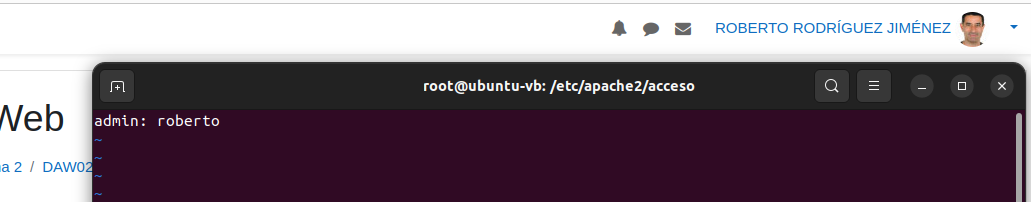 ROBERTO RODRÍGUEZ JIMÉNEZ
root@ubuntu-vb: /etc/apache2/acceso
Web
admin: roberto
~
~
a 2 / DAW02
~
~